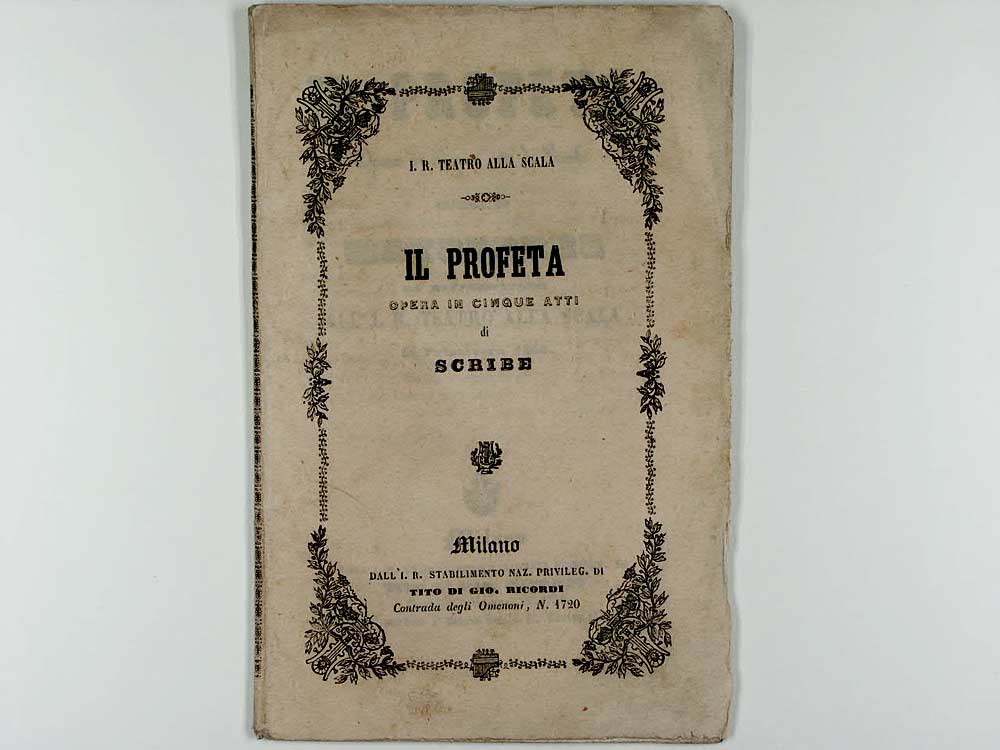 I. R. TEATRO ALLA SCALA
IL PROFETA
OPERA IN CINQUE ATTI
di
SCRIBE
Milano
DALL'I. R. STABILIMENTO NAZ. PRIVILEG. DI
TITO DI GIO. RICORDI
Contrada degli Omenoni, N. 1720